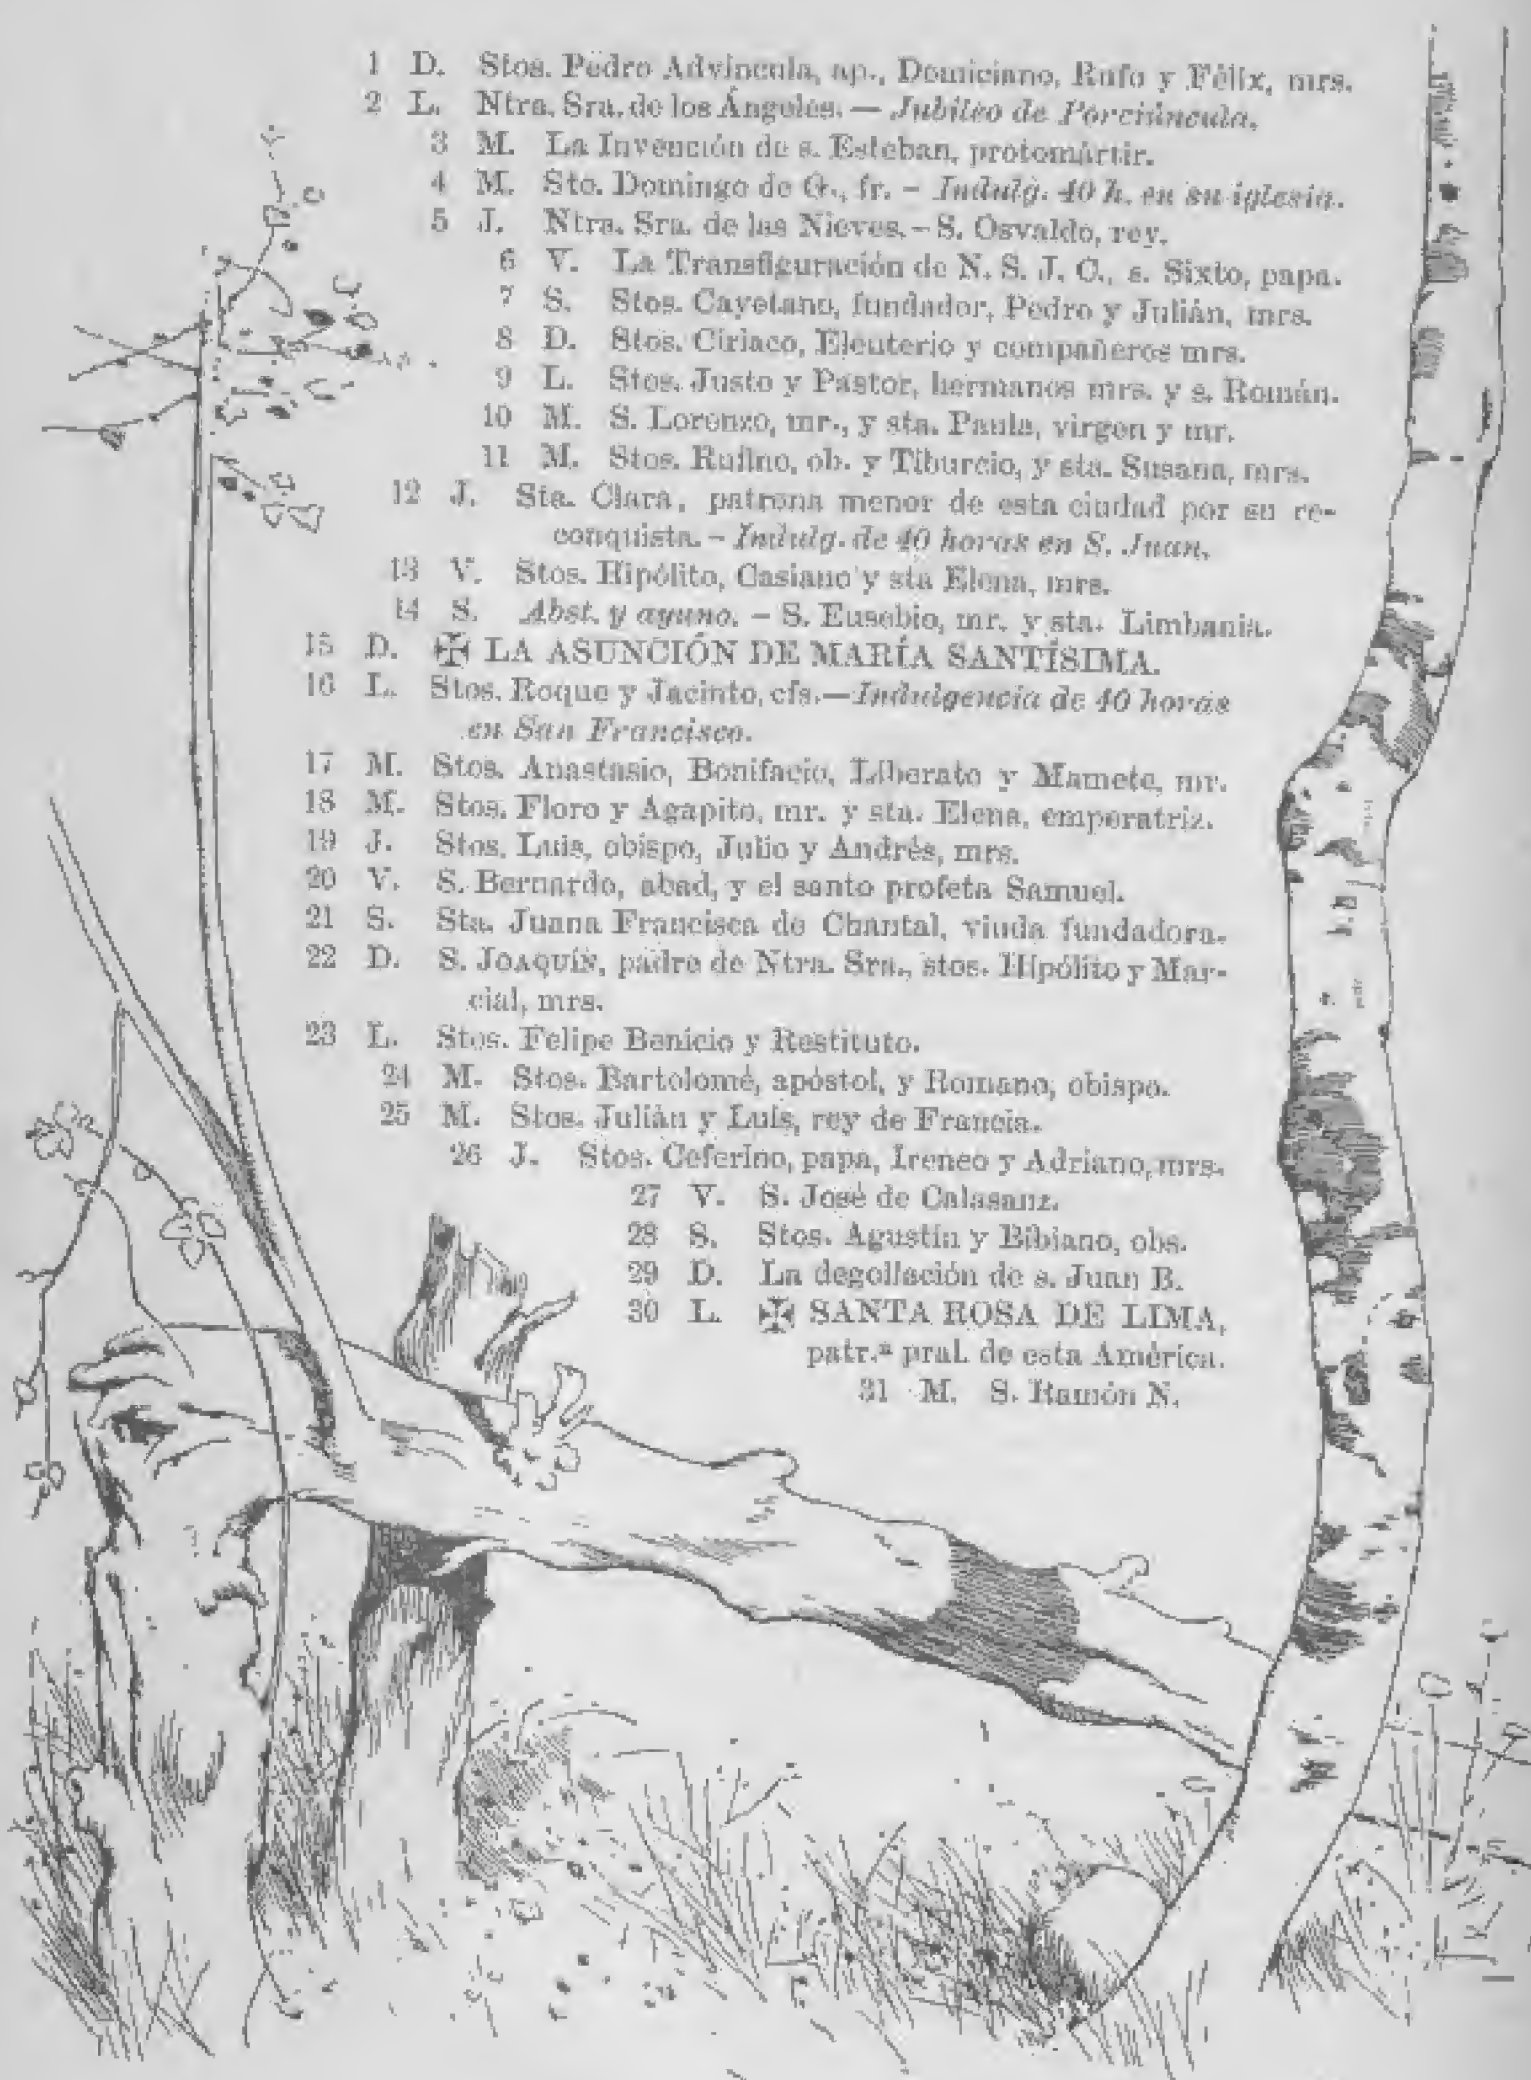 1 D. Stos. Pedro Advíncula, ap., Domiciano, Rufo y Félix, mrs.
2 L. Ntra. Sra. de los Ángeles. — Jubileo de Porciúncula.
3 M. La Invención de s. Esteban, protomártir.
4 M. Sto. Domingo de G., fr. – Indulg. 40 h. en su iglesia.
5 J. Ntra. Sra. de las Nieves. – S. Osvaldo, rey.
6 V. La Transfiguración de N. S. J. C., s. Sixto, papa.
7 S. Stos. Cayetano, fundador, Pedro y Julián, mrs.
8 D. Stos. Ciriaco, Eleuterio y compañeros mrs.
9 L. Stos. Justo y Pastor, hermanos mrs. y s. Román.
10 M. S. Lorenzo, mr., y sta. Paula, virgen y mr.
11 M. Stos. Rufino, ob. y Tiburcio, y sta. Susana, mrs.
12 J. Sta. Clara, patrona menor de esta ciudad por su re-
conquista. – Indulg. de 40 horas en S. Juan.
13 V. Stos. Hipólito, Casiano y sta Elena, mrs.
14 S. Abst. y ayuno. – S. Eusebio, mr. y sta. Limbania.
15 D. ✠ LA ASUNCIÓN DE MARÍA SANTÍSIMA.
16 L. Stos. Roque y Jacinto, cfs.—Indulgencia de 40 horas
en San Francisco.
17 M. Stos. Anastasio, Bonifacio, Liberato y Mamete, mr.
18 M. Stos. Floro y Agapito, mr. y sta. Elena, emperatriz.
19 J. Stos. Luis, obispo, Julio y Andrés, mrs.
20 V. S. Bernardo, abad, y el santo profeta Samuel.
21 S. Sta. Juana Francisca de Chantal, viuda fundadora.
22 D. S. JOAQUÍN, padre de Ntra. Sra., stos. Hipólito y Mar-
cial, mrs.
23 L. Stos. Felipe Benicio y Restituto.
24 M. Stos. Bartolomé, apóstol, y Romano, obispo.
25 M. Stos. Julián y Luis, rey de Francia.
26 J. Stos. Ceferino, papa, Ireneo y Adriano, mrs.
27 V. S. José de Calasanz.
28 S. Stos. Agustín y Bibiano, obs.
29 D. La degollación de s. Juan B.
30 L. ✠ SANTA ROSA DE LIMA,
patr.ª pral. de esta América.
31 M. S. Ramón N.